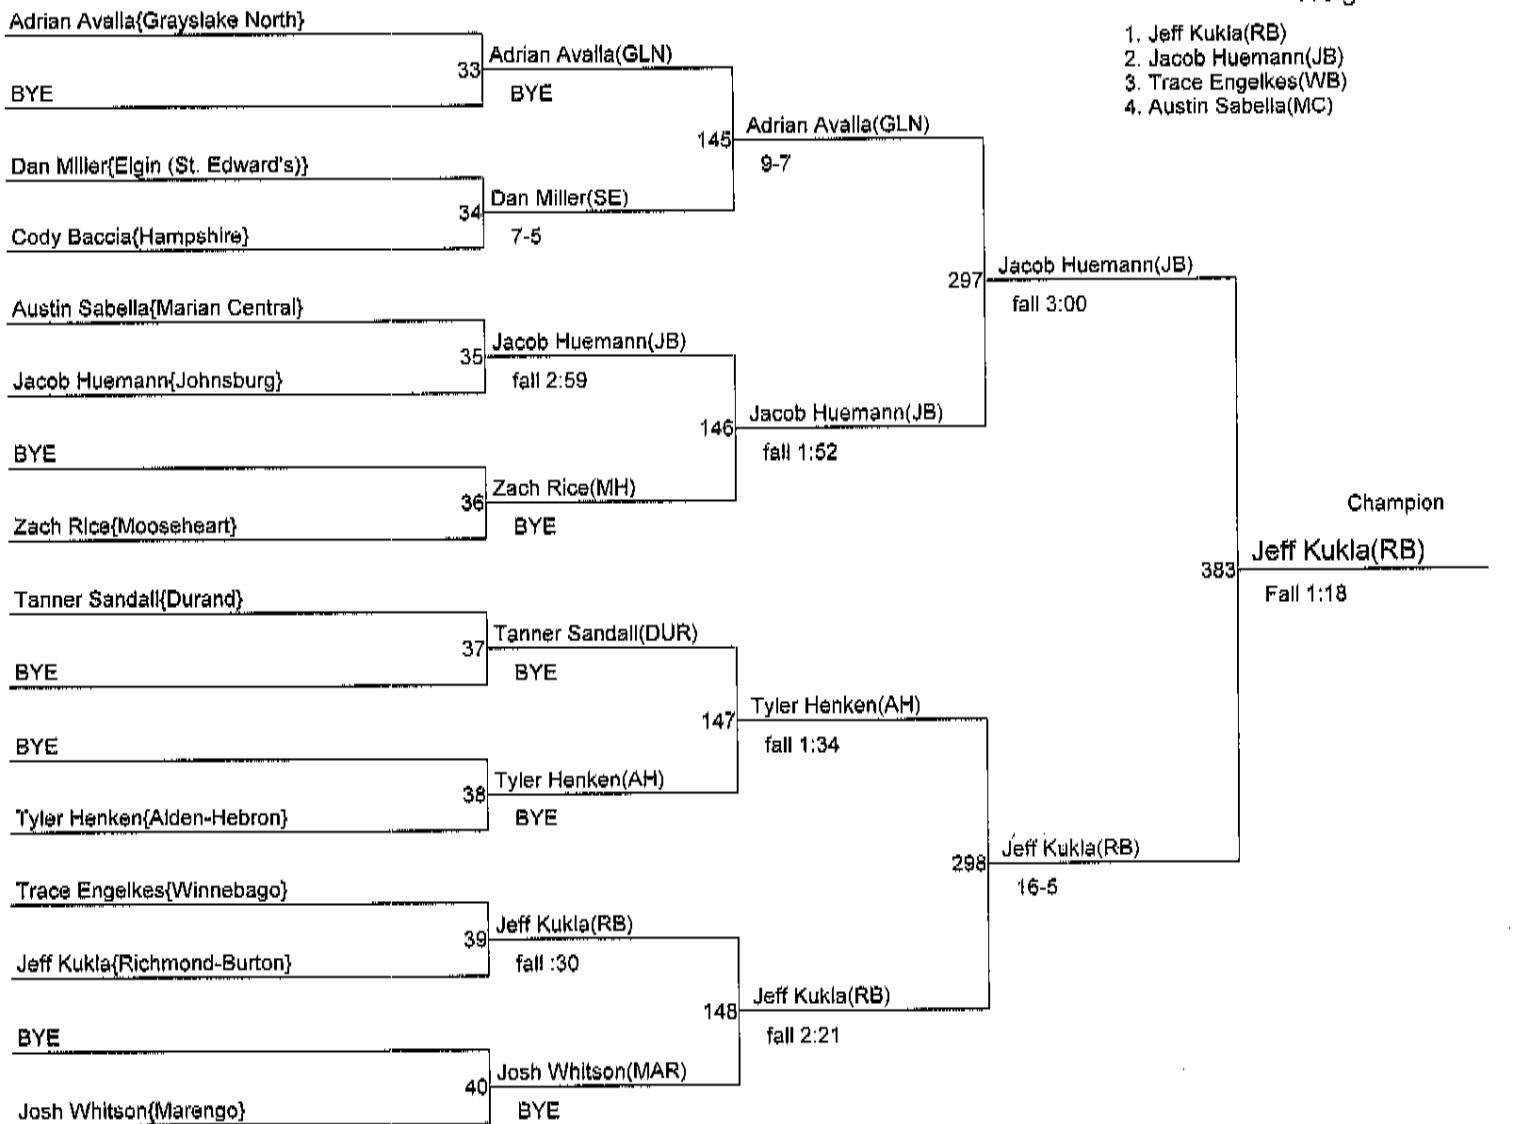 Adrian Avalla{Grayslake North}
33
Adrian Avalla(GLN)
BYE
BYE
1. Jeff Kukla(RB)
2. Jacob Huemann(JB)
3. Trace Engelkes(WB)
4. Austin Sabella(MC)
145
Adrian Avalla(GLN)
9-7
Dan Miller{Elgin (St. Edward's)}
34
Dan Miller(SE)
7-5
Cody Baccia{Hampshire}
297
Jacob Huemann(JB)
fall 3:00
Austin Sabella{Marian Central}
35
Jacob Huemann(JB)
fall 2:59
Jacob Huemann{Johnsburg}
146
Jacob Huemann(JB)
fall 1:52
BYE
36
Zach Rice(MH)
BYE
Zach Rice{Mooseheart}
Champion
383
Jeff Kukla(RB)
Fall 1:18
Tanner Sandall{Durand}
37
Tanner Sandall(DUR)
BYE
BYE
147
Tyler Henken(AH)
fall 1:34
BYE
38
Tyler Henken(AH)
BYE
Tyler Henken{Alden-Hebron}
298
Jeff Kukla(RB)
16-5
Trace Engelkes{Winnebago}
39
Jeff Kukla(RB)
fall :30
Jeff Kukla{Richmond-Burton}
148
Jeff Kukla(RB)
fall 2:21
BYE
40
Josh Whitson(MAR)
BYE
Josh Whitson{Marengo}